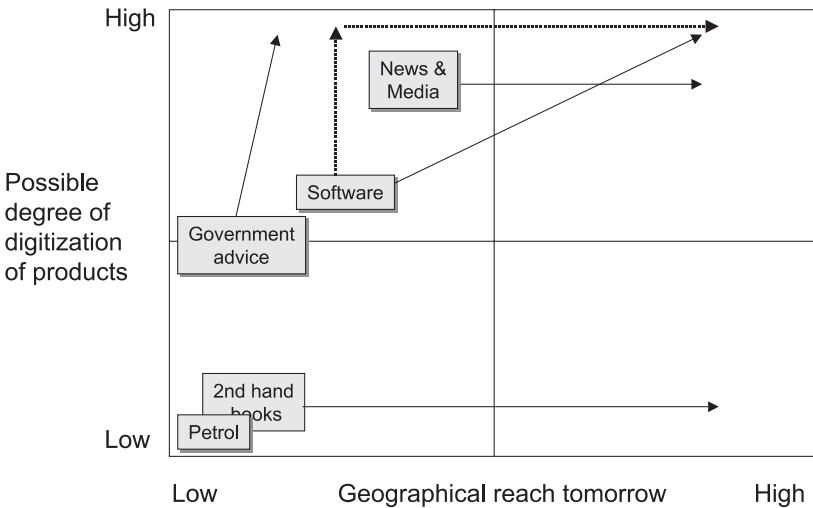 High
News &
Media
Possible
degree of
digitization
of products
Software
Government
advice
2nd hand
books
Petrol
Low
Low
Geographical reach tomorrow
High